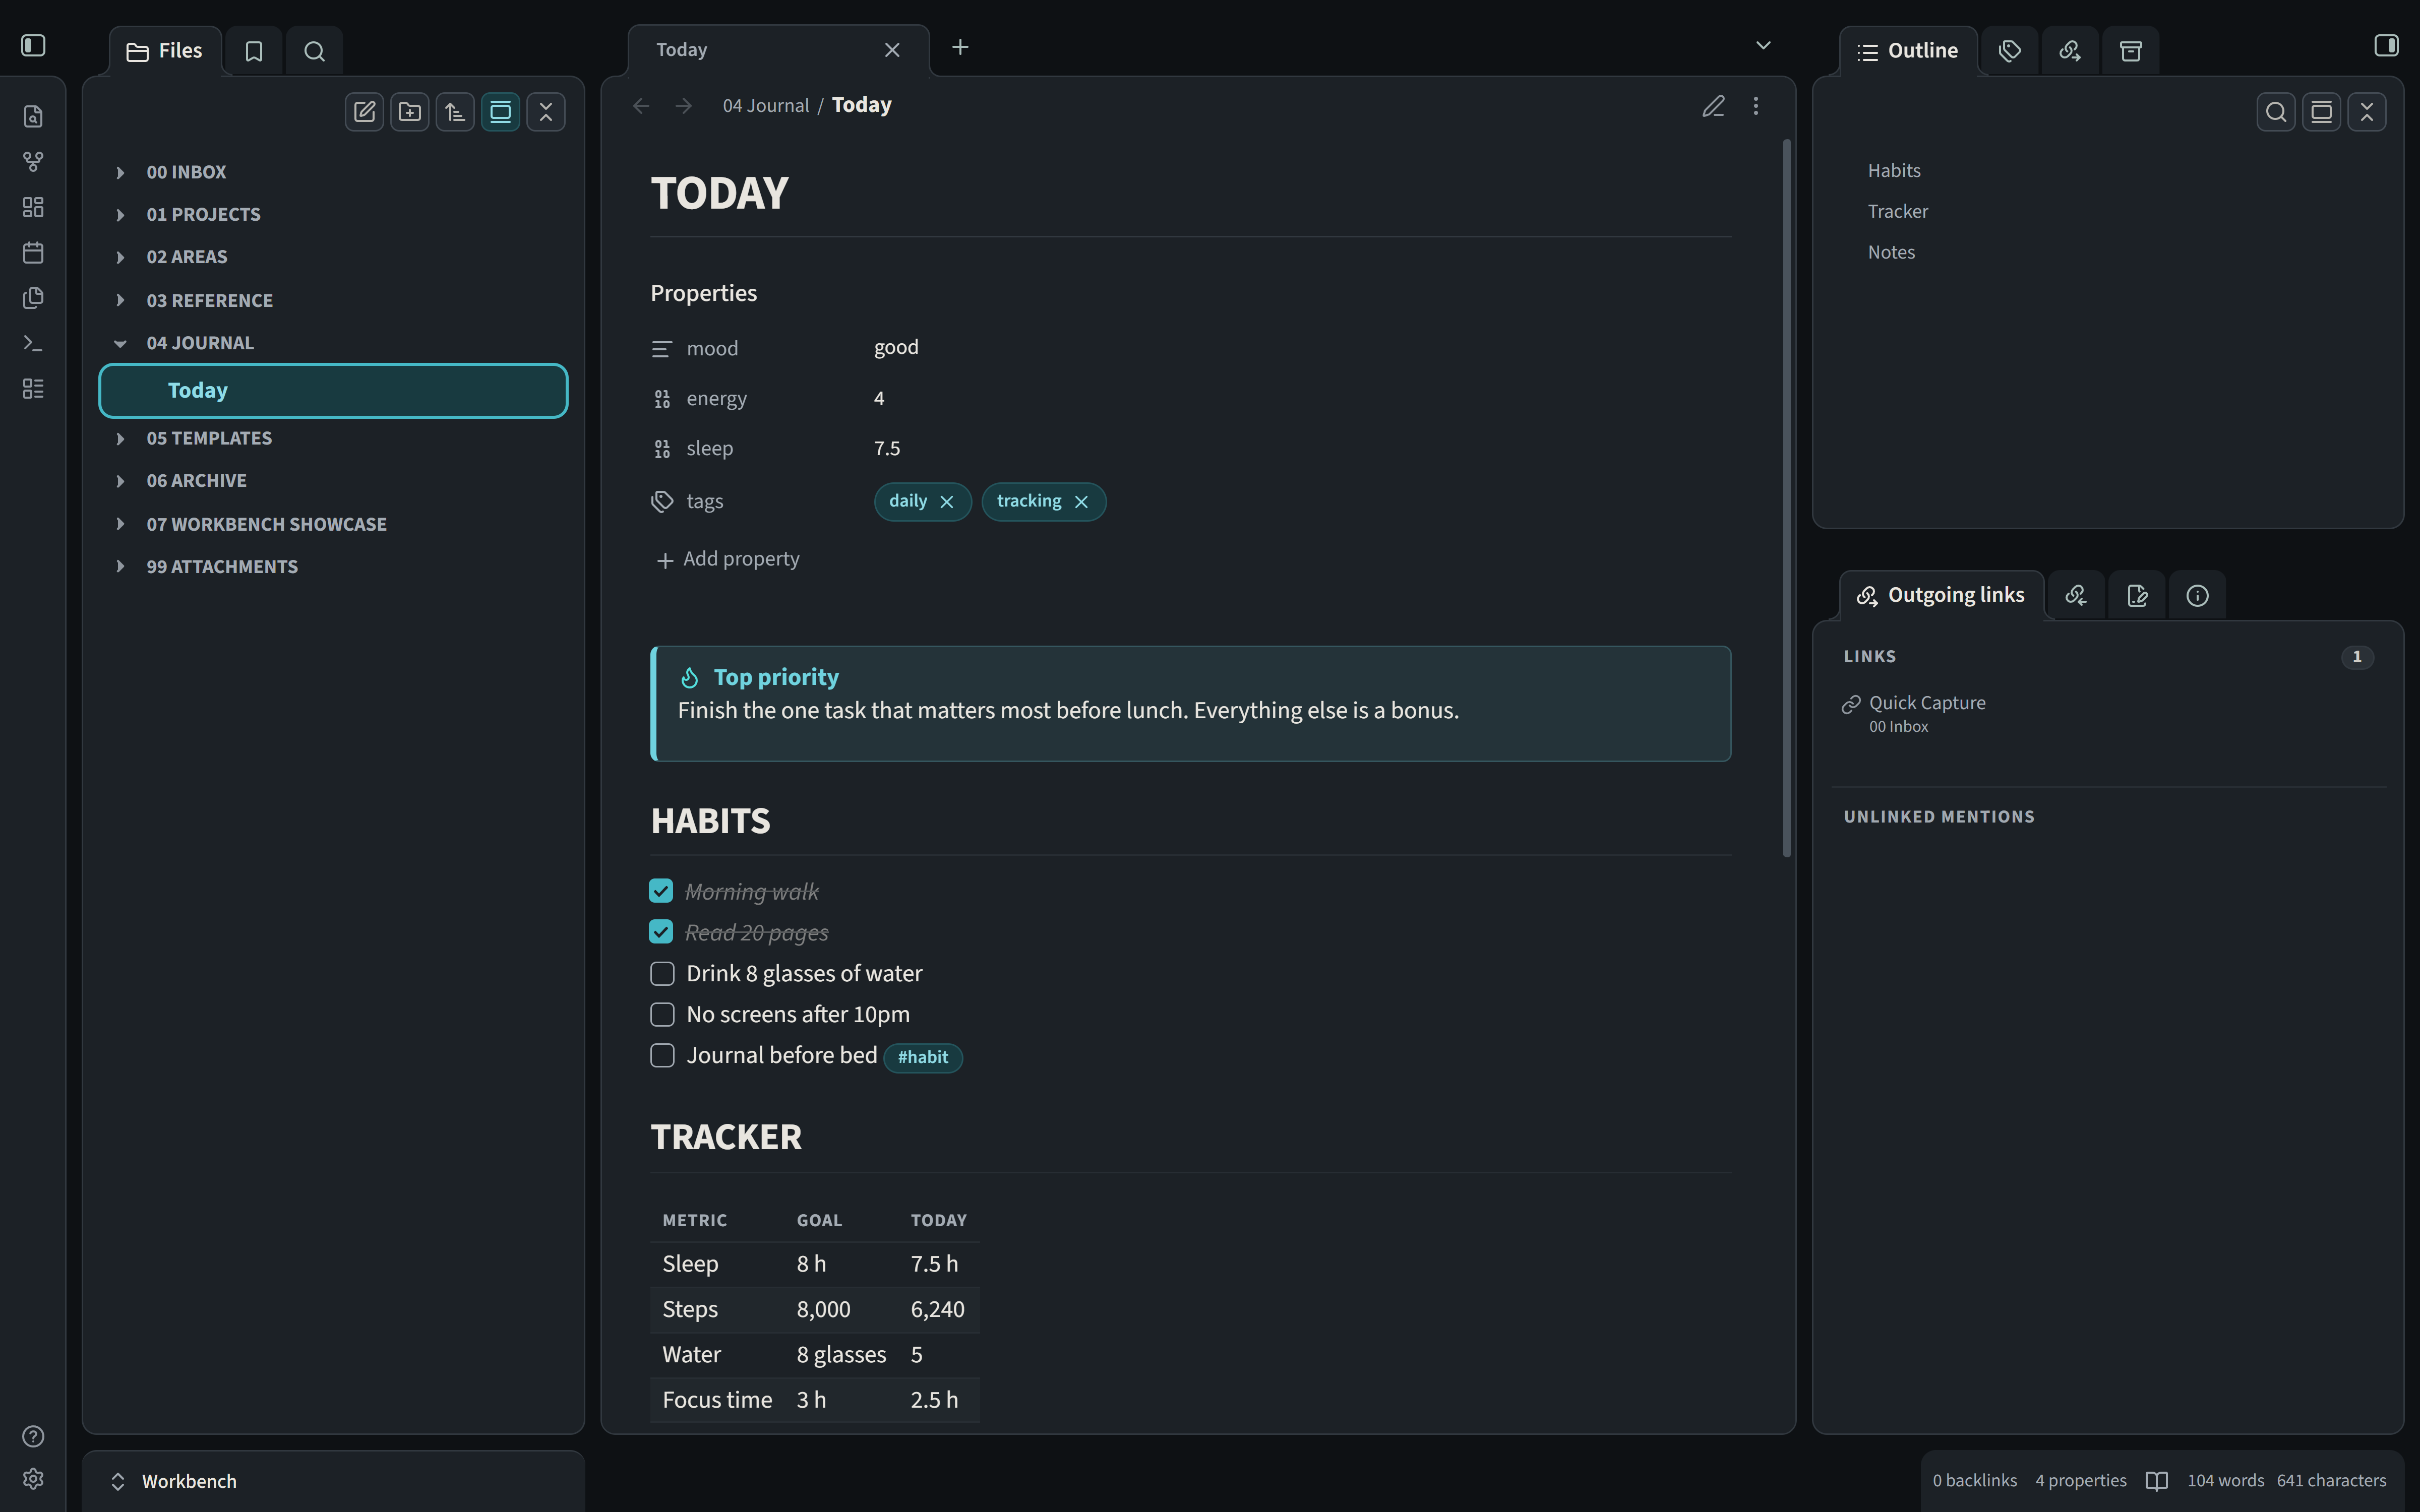 Files
00 INBOX
01 PROJECTS
02 AREAS
03 REFERENCE
04 JOURNAL
Today
05 TEMPLATES
06 ARCHIVE
07 WORKBENCH SHOWCASE
99 ATTACHMENTS
Workbench
Today
04 Journal / Today
TODAY
Properties
mood good
energy 4
sleep 7.5
tags daily tracking
Add property
Top priority
Finish the one task that matters most before lunch. Everything else is a bonus.
HABITS
Morning walk
Read 20 pages
Drink 8 glasses of water
No screens after 10pm
Journal before bed #habit
TRACKER
METRIC GOAL TODAY
Sleep 8 h 7.5 h
Steps 8,000 6,240
Water 8 glasses 5
Focus time 3 h 2.5 h
Outline
Habits
Tracker
Notes
Outgoing links
LINKS 1
Quick Capture
00 Inbox
UNLINKED MENTIONS
0 backlinks 4 properties 104 words 641 characters